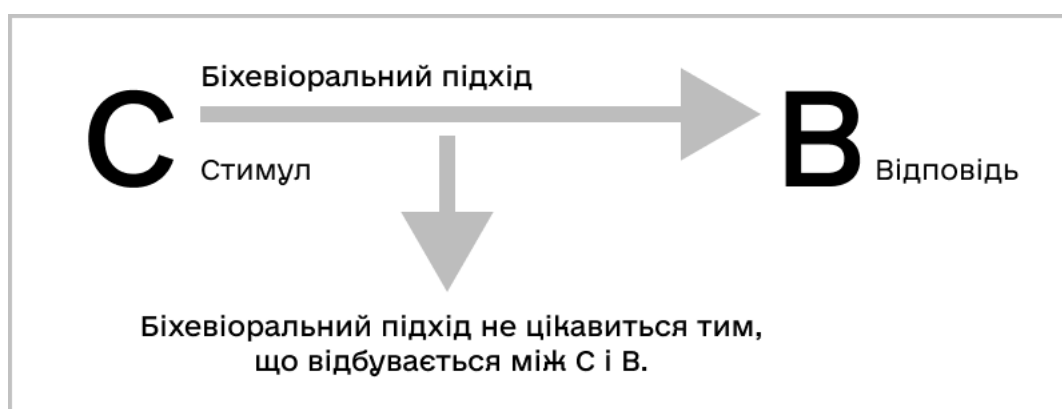 Біхевіоральний підхід
С
Стимул
В
Відповідь
Біхевіоральний підхід не цікавиться тим,
що відбувається між С і В.